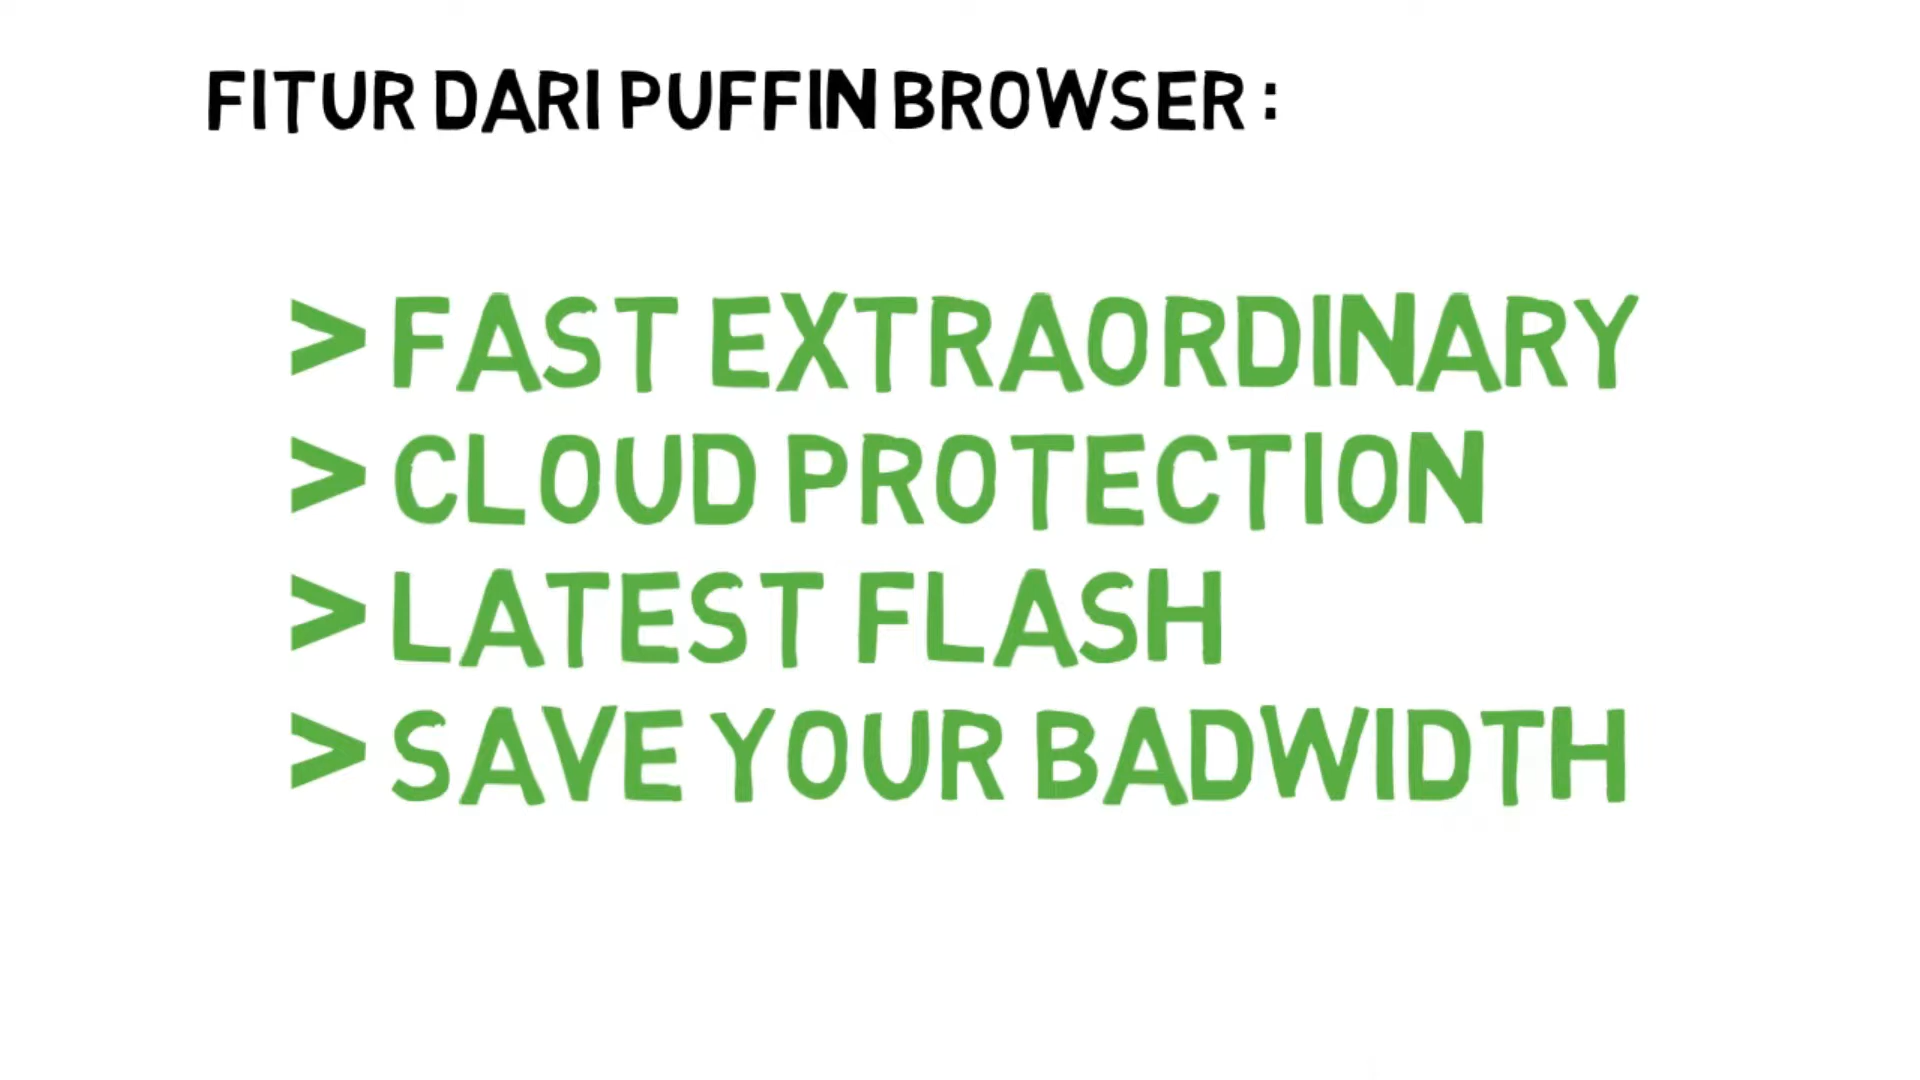 FITUR DARI PUFFIN BROWSER :
> FAST EXTRAORDINARY
> CLOUD PROTECTION
> LATEST FLASH
> SAVE YOUR BADWIDTH